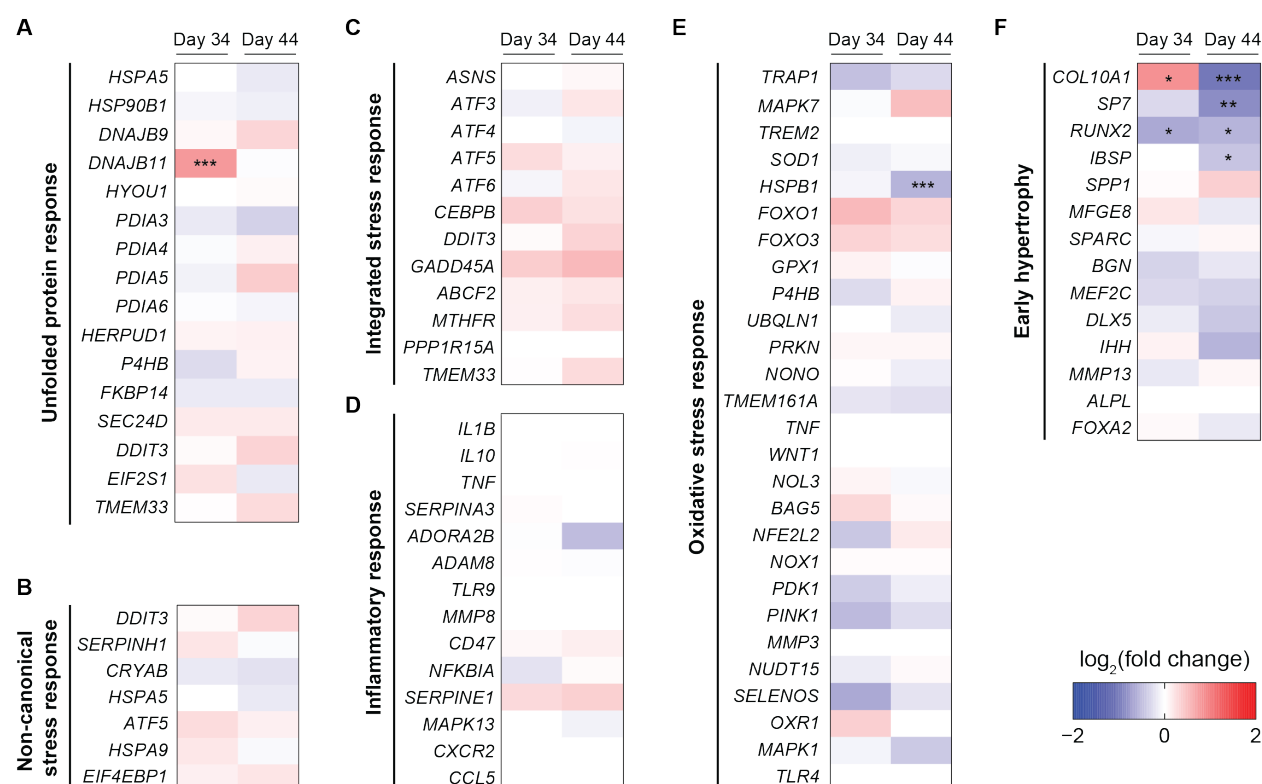 A
Day 34 Day 44
Unfolded protein response
HSPA5
HSP90B1
DNAJB9
DNAJB11 ***
HYOU1
PDIA3
PDIA4
PDIA5
PDIA6
HERPUD1
P4HB
FKBP14
SEC24D
DDIT3
EIF2S1
TMEM33
B
Non-canonical
stress response
DDIT3
SERPINH1
CRYAB
HSPA5
ATF5
HSPA9
EIF4EBP1
C
Day 34 Day 44
Integrated stress response
ASNS
ATF3
ATF4
ATF5
ATF6
CEBPB
DDIT3
GADD45A
ABCF2
MTHFR
PPP1R15A
TMEM33
D
Inflammatory response
IL1B
IL10
TNF
SERPINA3
ADORA2B
ADAM8
TLR9
MMP8
CD47
NFKBIA
SERPINE1
MAPK13
CXCR2
CCL5
E
Day 34 Day 44
Oxidative stress response
TRAP1
MAPK7
TREM2
SOD1
HSPB1 ***
FOXO1
FOXO3
GPX1
P4HB
UBQLN1
PRKN
NONO
TMEM161A
TNF
WNT1
NOL3
BAG5
NFE2L2
NOX1
PDK1
PINK1
MMP3
NUDT15
SELENOS
OXR1
MAPK1
TLR4
F
Day 34 Day 44
Early hypertrophy
COL10A1 * ***
SP7 **
RUNX2 * *
IBSP *
SPP1
MFGE8
SPARC
BGN
MEF2C
DLX5
IHH
MMP13
ALPL
FOXA2
log2(fold change)
−2 0 2